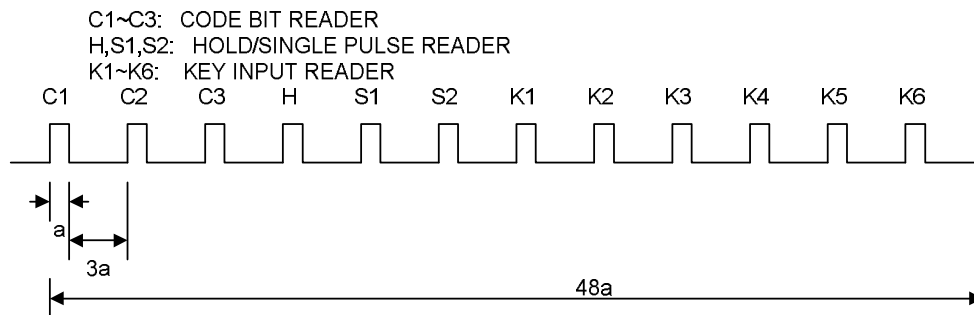 C1~C3: CODE BIT READER
H,S1,S2: HOLD/SINGLE PULSE READER
K1~K6: KEY INPUT READER
C1 C2 C3 H S1 S2 K1 K2 K3 K4 K5 K6
a
3a
48a